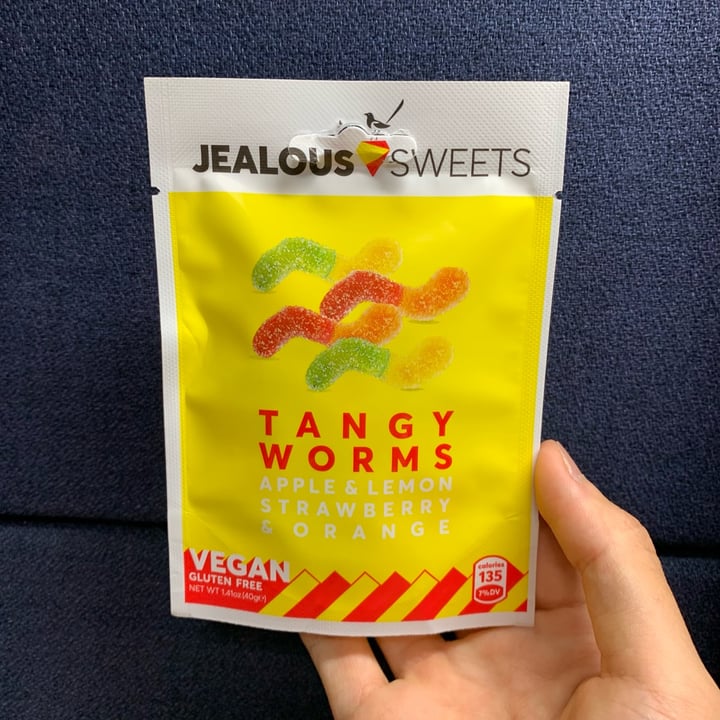 JEALOUS SWEETS
TANGY
WORMS
APPLE & LEMON
STRAWBERRY
& ORANGE
VEGAN
GLUTEN FREE
NET WT 1.41oz (40gr℮)
calories
135
7%DV